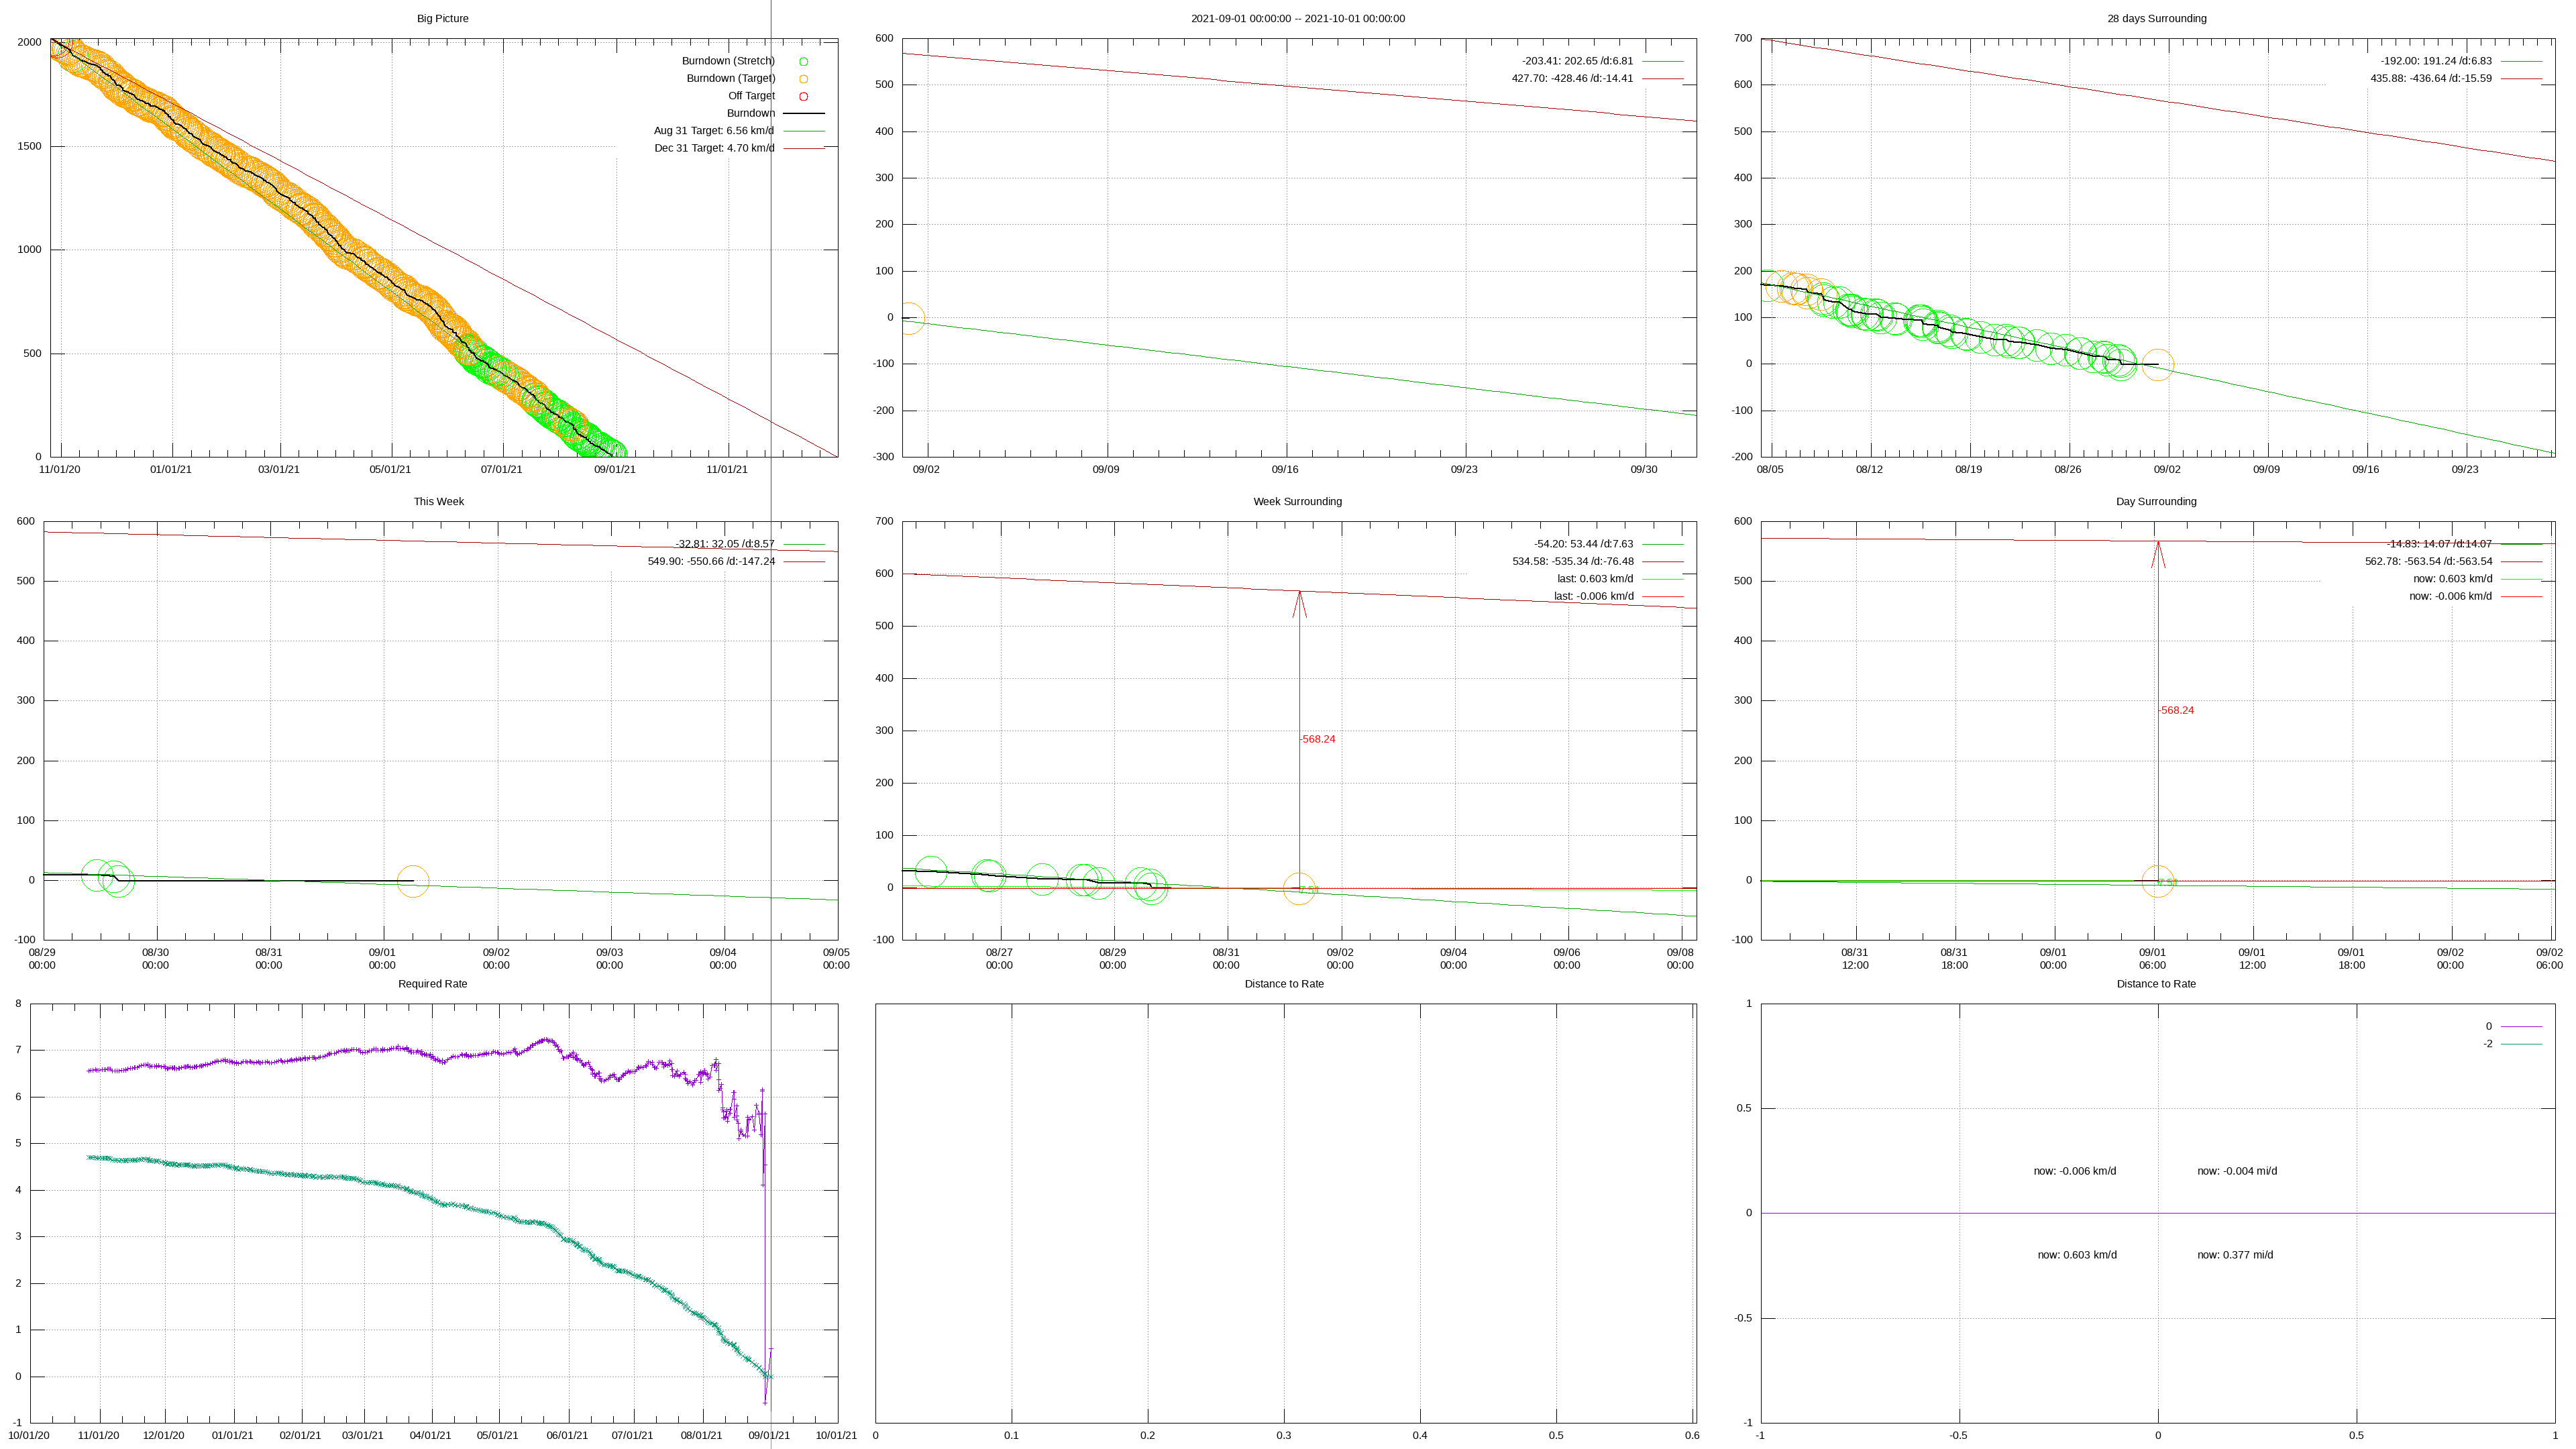 Big Picture
2000
1500
1000
500
0
11/01/20 01/01/21 03/01/21 05/01/21 07/01/21 09/01/21 11/01/21
Burndown (Stretch)
Burndown (Target)
Off Target
Burndown
Aug 31 Target: 6.56 km/d
Dec 31 Target: 4.70 km/d
2021-09-01 00:00:00 -- 2021-10-01 00:00:00
600
500
400
300
200
100
0
-100
-200
-300
09/02 09/09 09/16 09/23 09/30
-203.41: 202.65 /d:6.81
427.70: -428.46 /d:-14.41
28 days Surrounding
700
600
500
400
300
200
100
0
-100
-200
08/05 08/12 08/19 08/26 09/02 09/09 09/16 09/23
-192.00: 191.24 /d:6.83
435.88: -436.64 /d:-15.59
This Week
600
500
400
300
200
100
0
-100
08/29 08/30 08/31 09/01 09/02 09/03 09/04 09/05
00:00 00:00 00:00 00:00 00:00 00:00 00:00 00:00
-32.81: 32.05 /d:8.57
549.90: -550.66 /d:-147.24
Week Surrounding
700
600
500
400
300
200
100
0
-100
08/27 08/29 08/31 09/02 09/04 09/06 09/08
00:00 00:00 00:00 00:00 00:00 00:00 00:00
-54.20: 53.44 /d:7.63
534.58: -535.34 /d:-76.48
last: 0.603 km/d
last: -0.006 km/d
-568.24
Day Surrounding
600
500
400
300
200
100
0
-100
08/31 08/31 09/01 09/01 09/01 09/01 09/02 09/02
12:00 18:00 00:00 06:00 12:00 18:00 00:00 06:00
-14.83: 14.07 /d:14.07
562.78: -563.54 /d:-563.54
now: 0.603 km/d
now: -0.006 km/d
-568.24
Required Rate
8
7
6
5
4
3
2
1
0
-1
10/01/20 11/01/20 12/01/20 01/01/21 02/01/21 03/01/21 04/01/21 05/01/21 06/01/21 07/01/21 08/01/21 09/01/21 10/01/21
Distance to Rate
0 0.1 0.2 0.3 0.4 0.5 0.6
Distance to Rate
1
0.5
0
-0.5
-1
-1 -0.5 0 0.5 1
0
-2
now: -0.006 km/d now: -0.004 mi/d
now: 0.603 km/d now: 0.377 mi/d